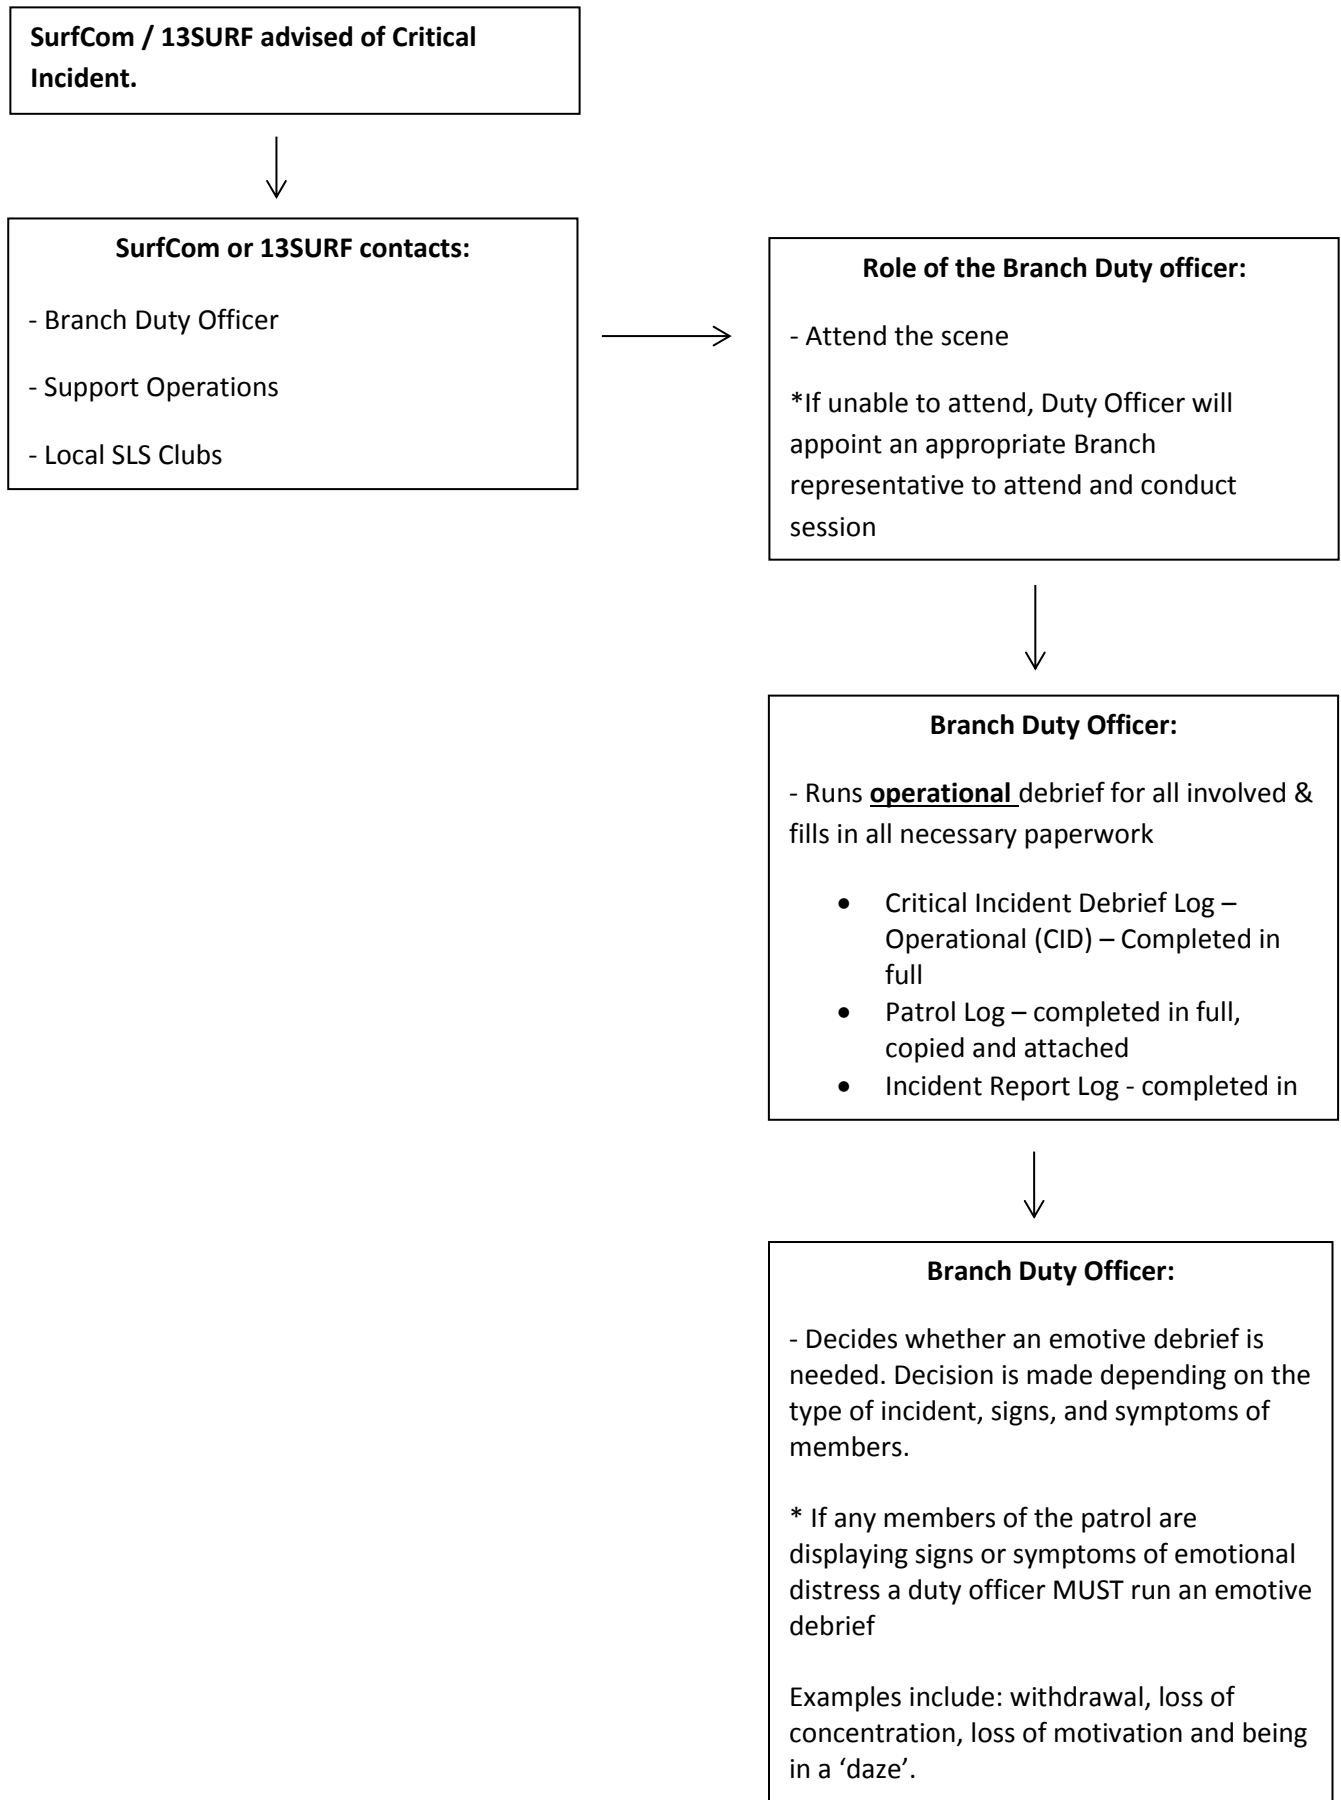 SurfCom / 13SURF advised of Critical
Incident.
SurfCom or 13SURF contacts:
- Branch Duty Officer
- Support Operations
- Local SLS Clubs
Role of the Branch Duty officer:
- Attend the scene
*If unable to attend, Duty Officer will
appoint an appropriate Branch
representative to attend and conduct
session
Branch Duty Officer:
- Runs operational debrief for all involved &
fills in all necessary paperwork
• Critical Incident Debrief Log –
Operational (CID) – Completed in
full
• Patrol Log – completed in full,
copied and attached
• Incident Report Log - completed in
Branch Duty Officer:
- Decides whether an emotive debrief is
needed. Decision is made depending on the
type of incident, signs, and symptoms of
members.
* If any members of the patrol are
displaying signs or symptoms of emotional
distress a duty officer MUST run an emotive
debrief
Examples include: withdrawal, loss of
concentration, loss of motivation and being
in a ‘daze’.